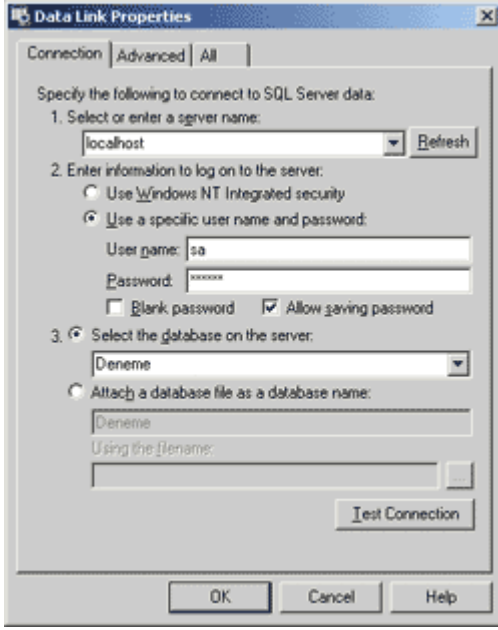 Data Link Properties
Connection Advanced All
Specify the following to connect to SQL Server data:
1. Select or enter a server name:
localhost Refresh
2. Enter information to log on to the server:
Use Windows NT Integrated security
Use a specific user name and password:
User name: sa
Password: ******
Blank password Allow saving password
3. Select the database on the server:
Deneme
Attach a database file as a database name:
Deneme
Using the filename:
...
Test Connection
OK Cancel Help